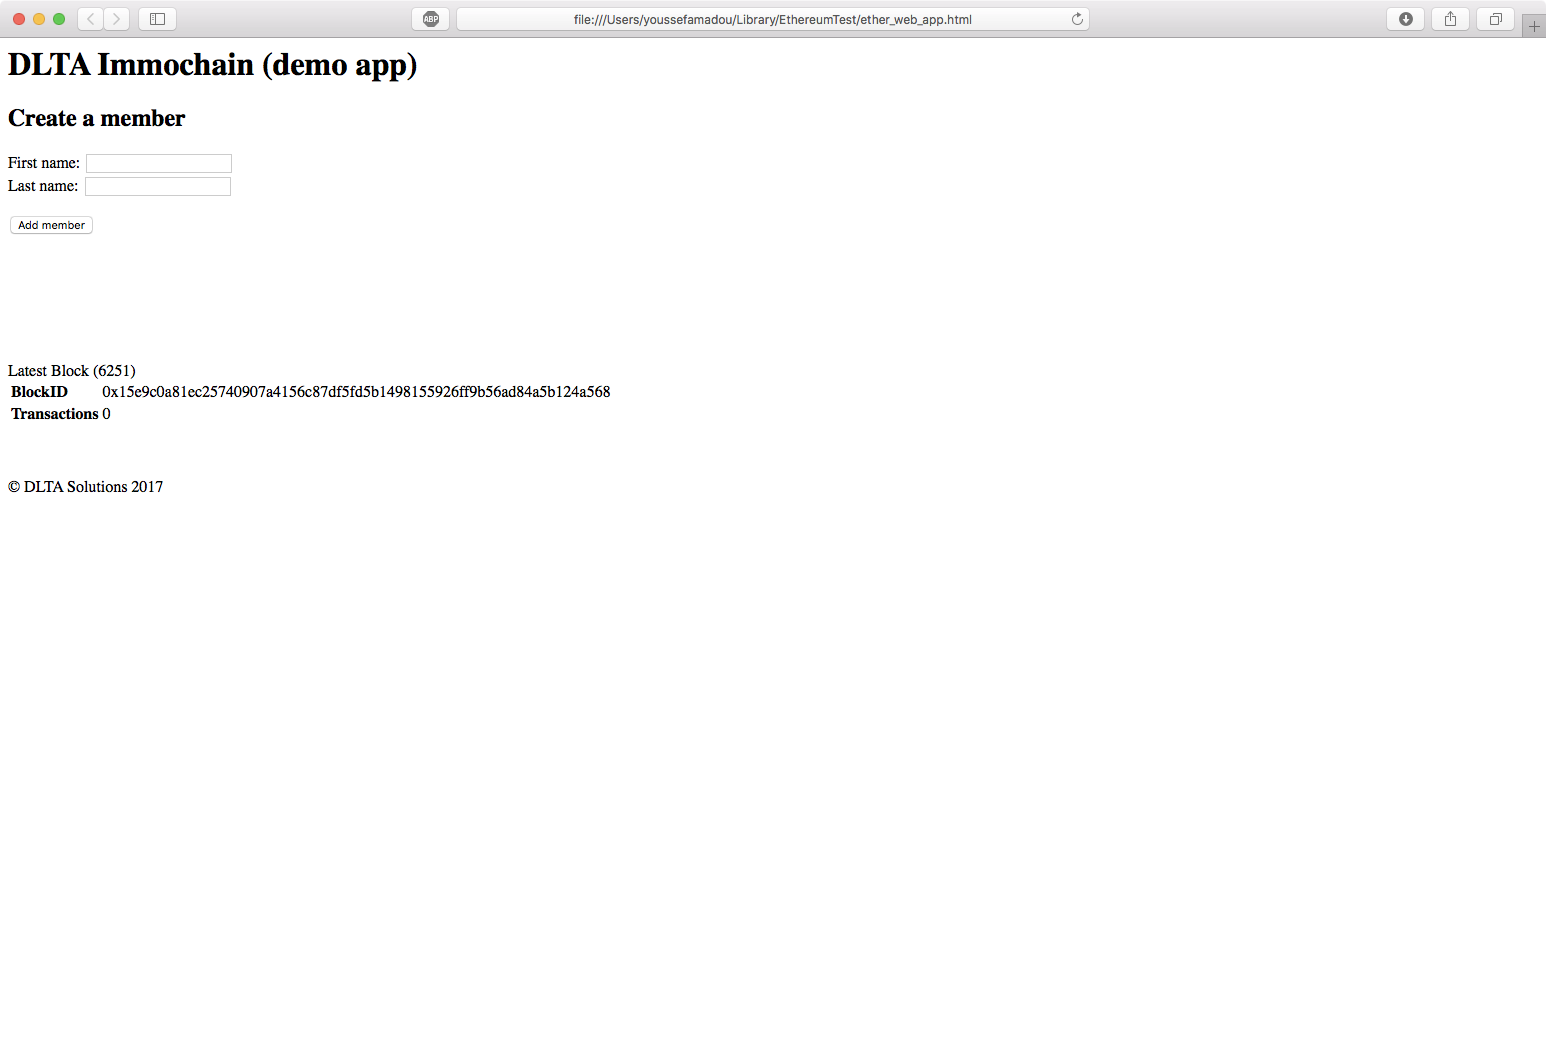 ABP
file:///Users/youssefamadou/Library/EthereumTest/ether_web_app.html
DLTA Immochain (demo app)
Create a member
First name:
Last name:
Add member
Latest Block (6251)
BlockID 0x15e9c0a81ec25740907a4156c87df5fd5b1498155926ff9b56ad84a5b124a568
Transactions 0
© DLTA Solutions 2017